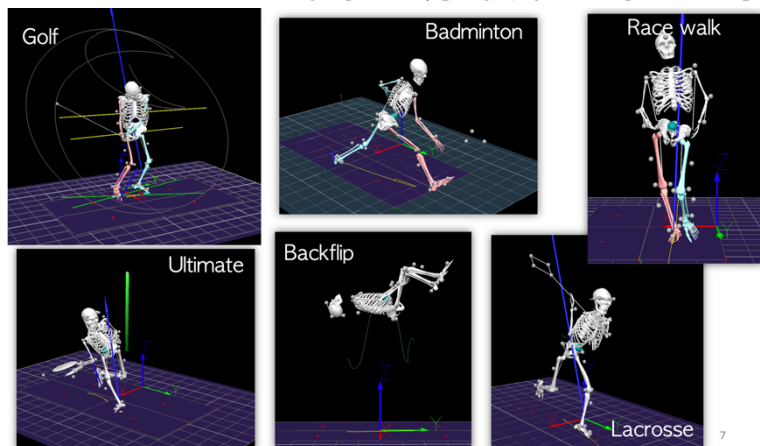 Golf
Badminton
Race walk
Z
Ultimate
Z
Y
Backflip
Z
Y
Z
X
Lacrosse
7